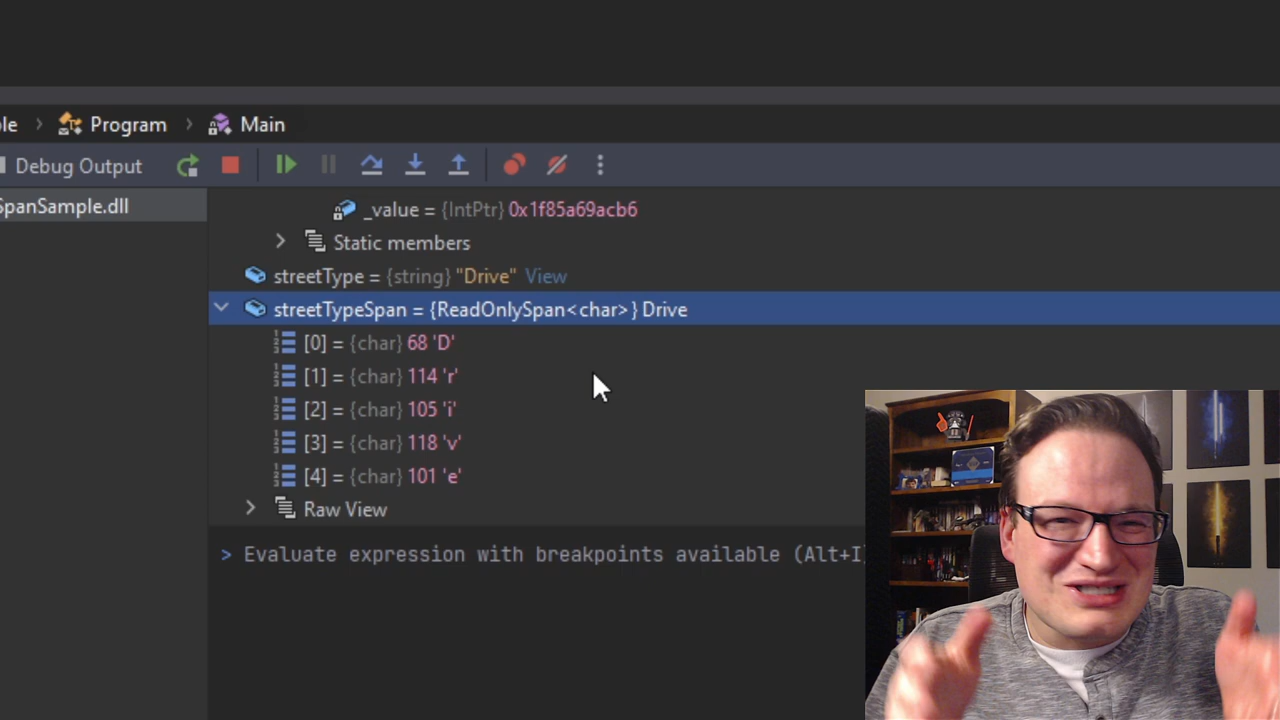 ple > Program > Main
Debug Output
SpanSample.dll
_value = {IntPtr} 0x1f85a69acb6
Static members
streetType = {string} "Drive" View
streetTypeSpan = {ReadOnlySpan<char>} Drive
[0] = {char} 68 'D'
[1] = {char} 114 'r'
[2] = {char} 105 'i'
[3] = {char} 118 'v'
[4] = {char} 101 'e'
Raw View
> Evaluate expression with breakpoints available (Alt+I